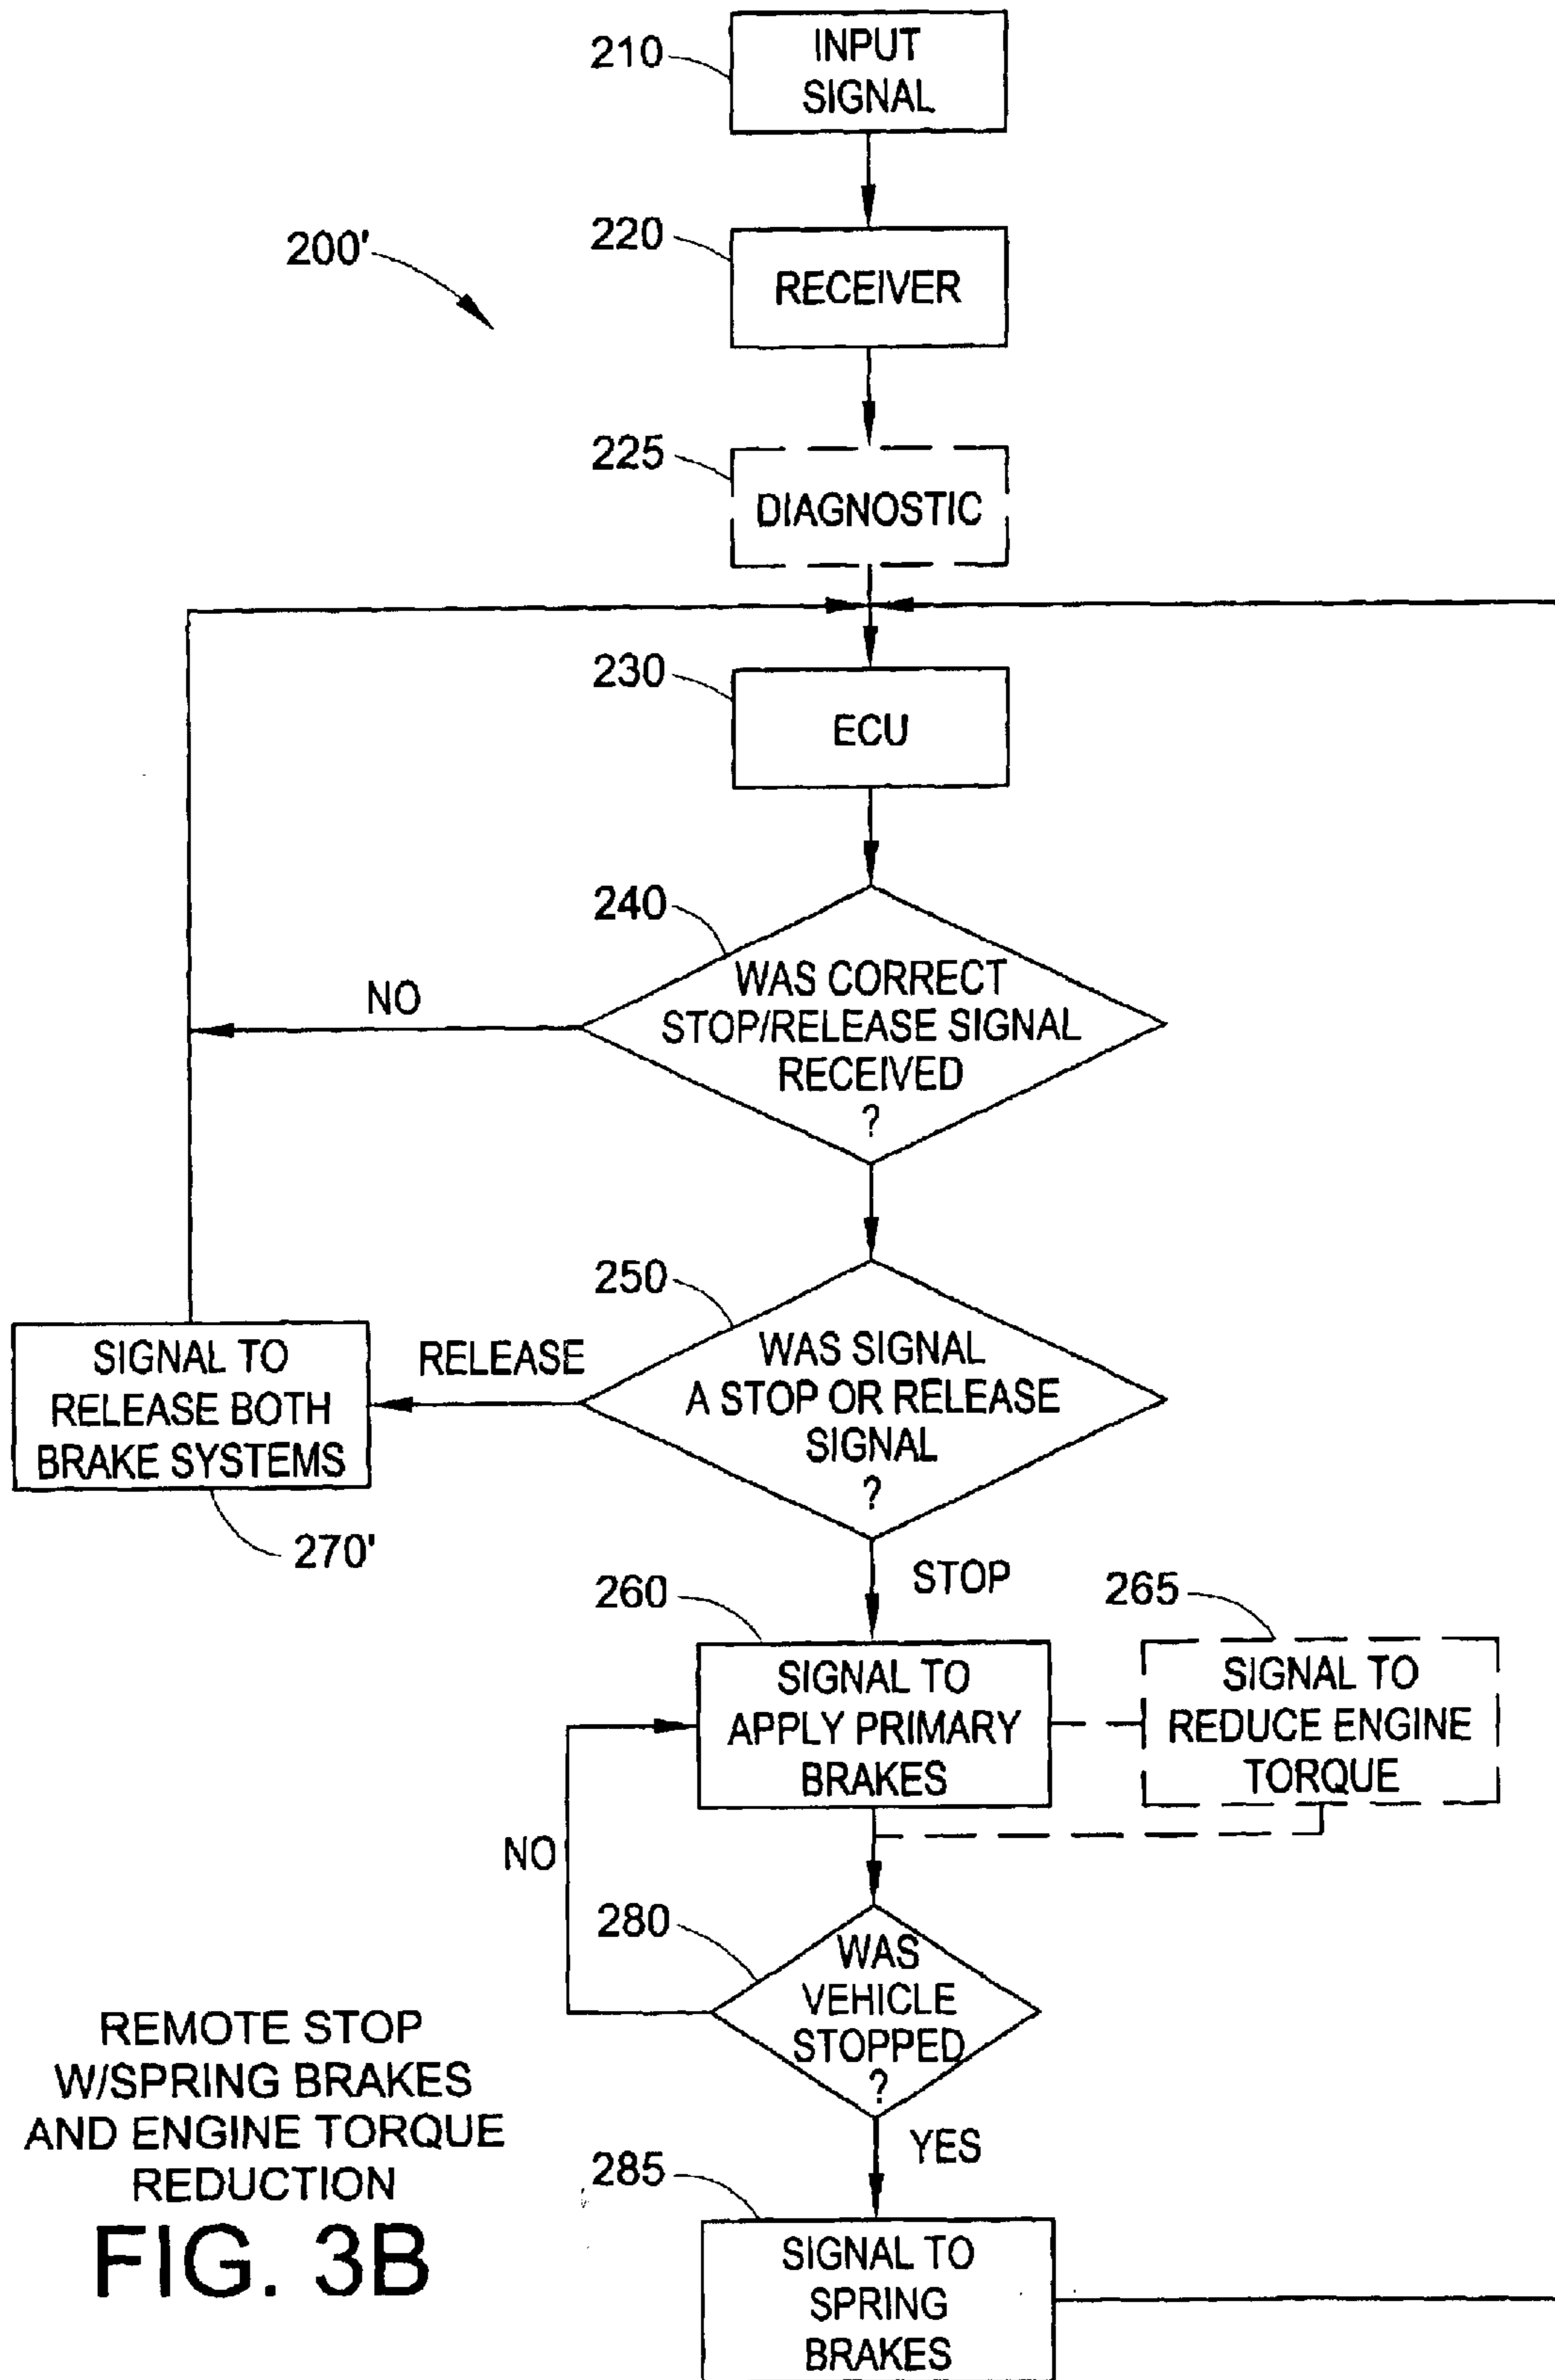 210
INPUT
SIGNAL
200'
220
RECEIVER
225
DIAGNOSTIC
230
ECU
240
NO
WAS CORRECT
STOP/RELEASE SIGNAL
RECEIVED
?
250
SIGNAL TO
RELEASE BOTH
BRAKE SYSTEMS
RELEASE
WAS SIGNAL
A STOP OR RELEASE
SIGNAL
?
270'
STOP
260
265
SIGNAL TO
APPLY PRIMARY
BRAKES
SIGNAL TO
REDUCE ENGINE
TORQUE
NO
280
WAS
VEHICLE
STOPPED
?
YES
285
SIGNAL TO
SPRING
BRAKES
REMOTE STOP
W/SPRING BRAKES
AND ENGINE TORQUE
REDUCTION
FIG. 3B